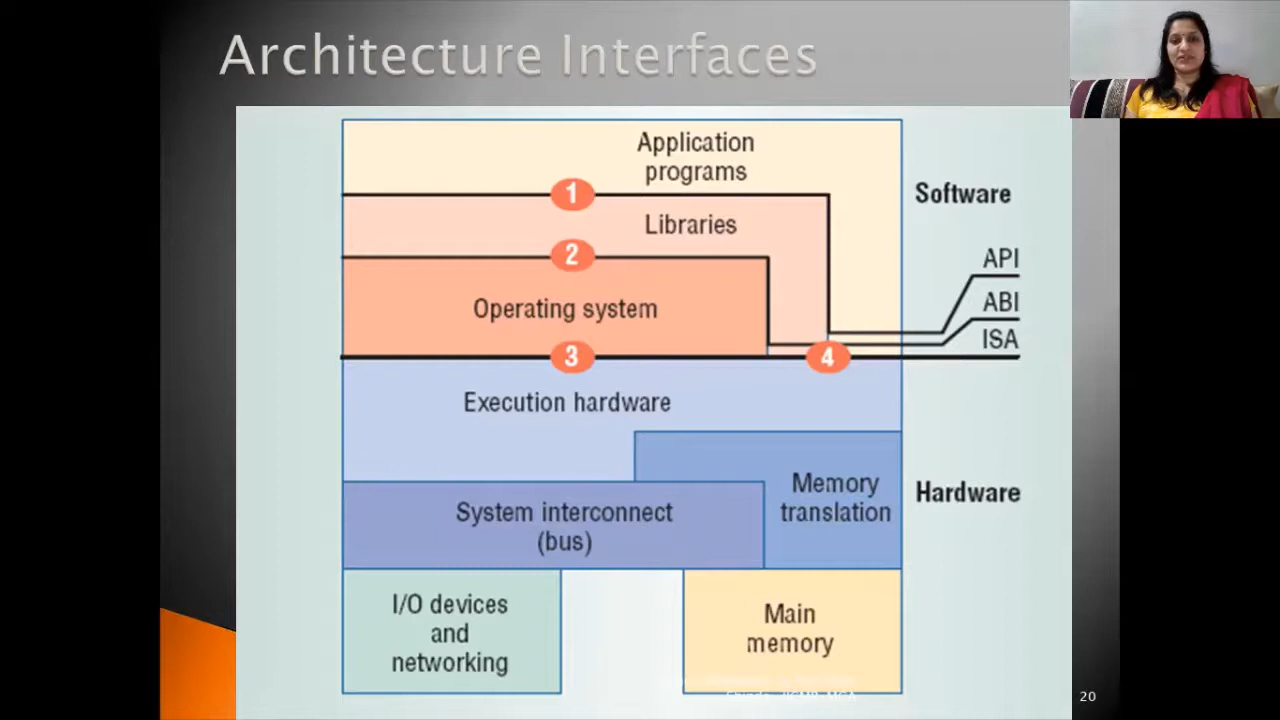 Architecture Interfaces
Application
programs
1
Software
Libraries
2
API
Operating system
ABI
ISA
3
4
Execution hardware
Memory
translation
Hardware
System interconnect
(bus)
I/O devices
and
networking
Main
memory
20